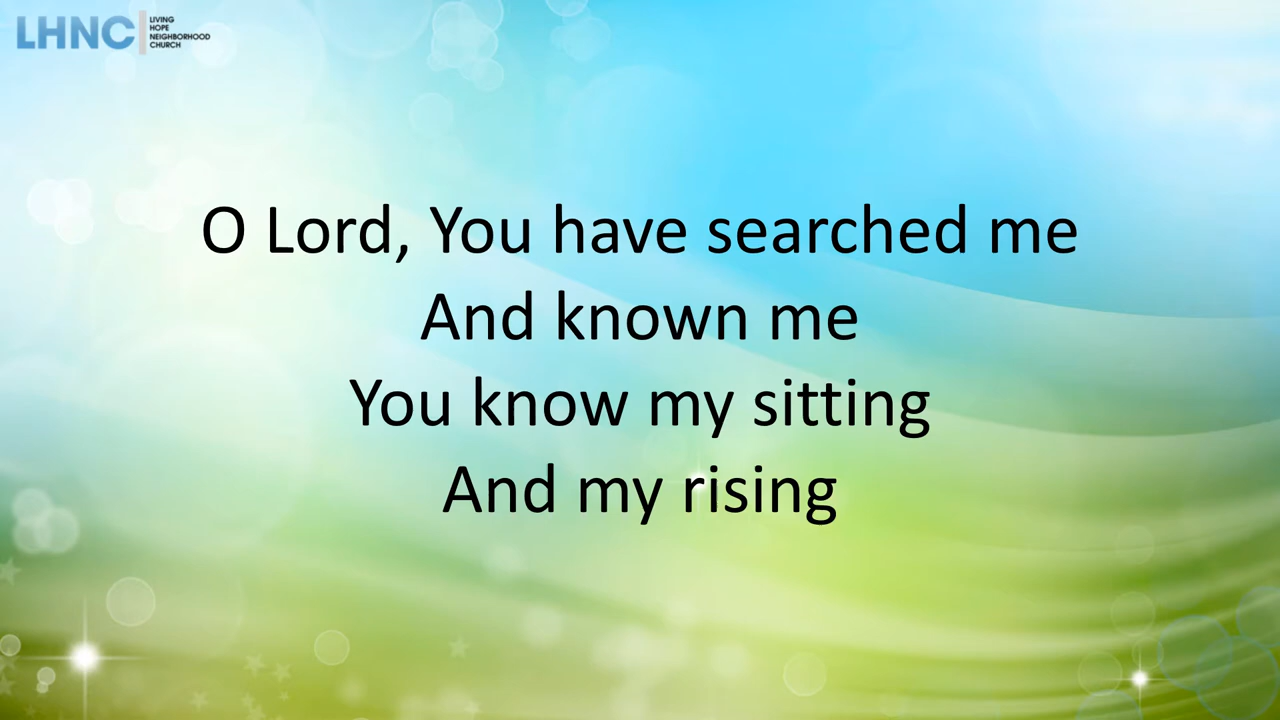 LHNC
LIVING
HOPE
NEIGHBORHOOD
CHURCH
O Lord, You have searched me
And known me
You know my sitting
And my rising